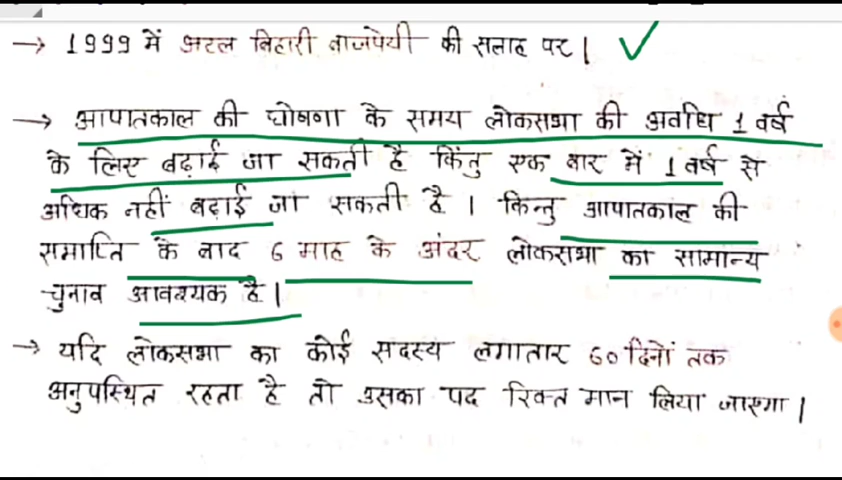 → 1999 में अटल बिहारी वाजपेयी की सलाह पर।
→ आपातकाल की घोषणा के समय लोकसभा की अवधि 1 वर्ष
के लिए बढ़ाई जा सकती है किंतु एक बार में 1 वर्ष से
अधिक नहीं बढ़ाई जा सकती है । किन्तु आपातकाल की
समाप्ति के बाद 6 माह के अंदर लोकसभा का सामान्य
चुनाव आवश्यक है।
→ यदि लोकसभा का कोई सदस्य लगातार 60 दिनों तक
अनुपस्थित रहता है तो उसका पद रिक्त मान लिया जाएगा।